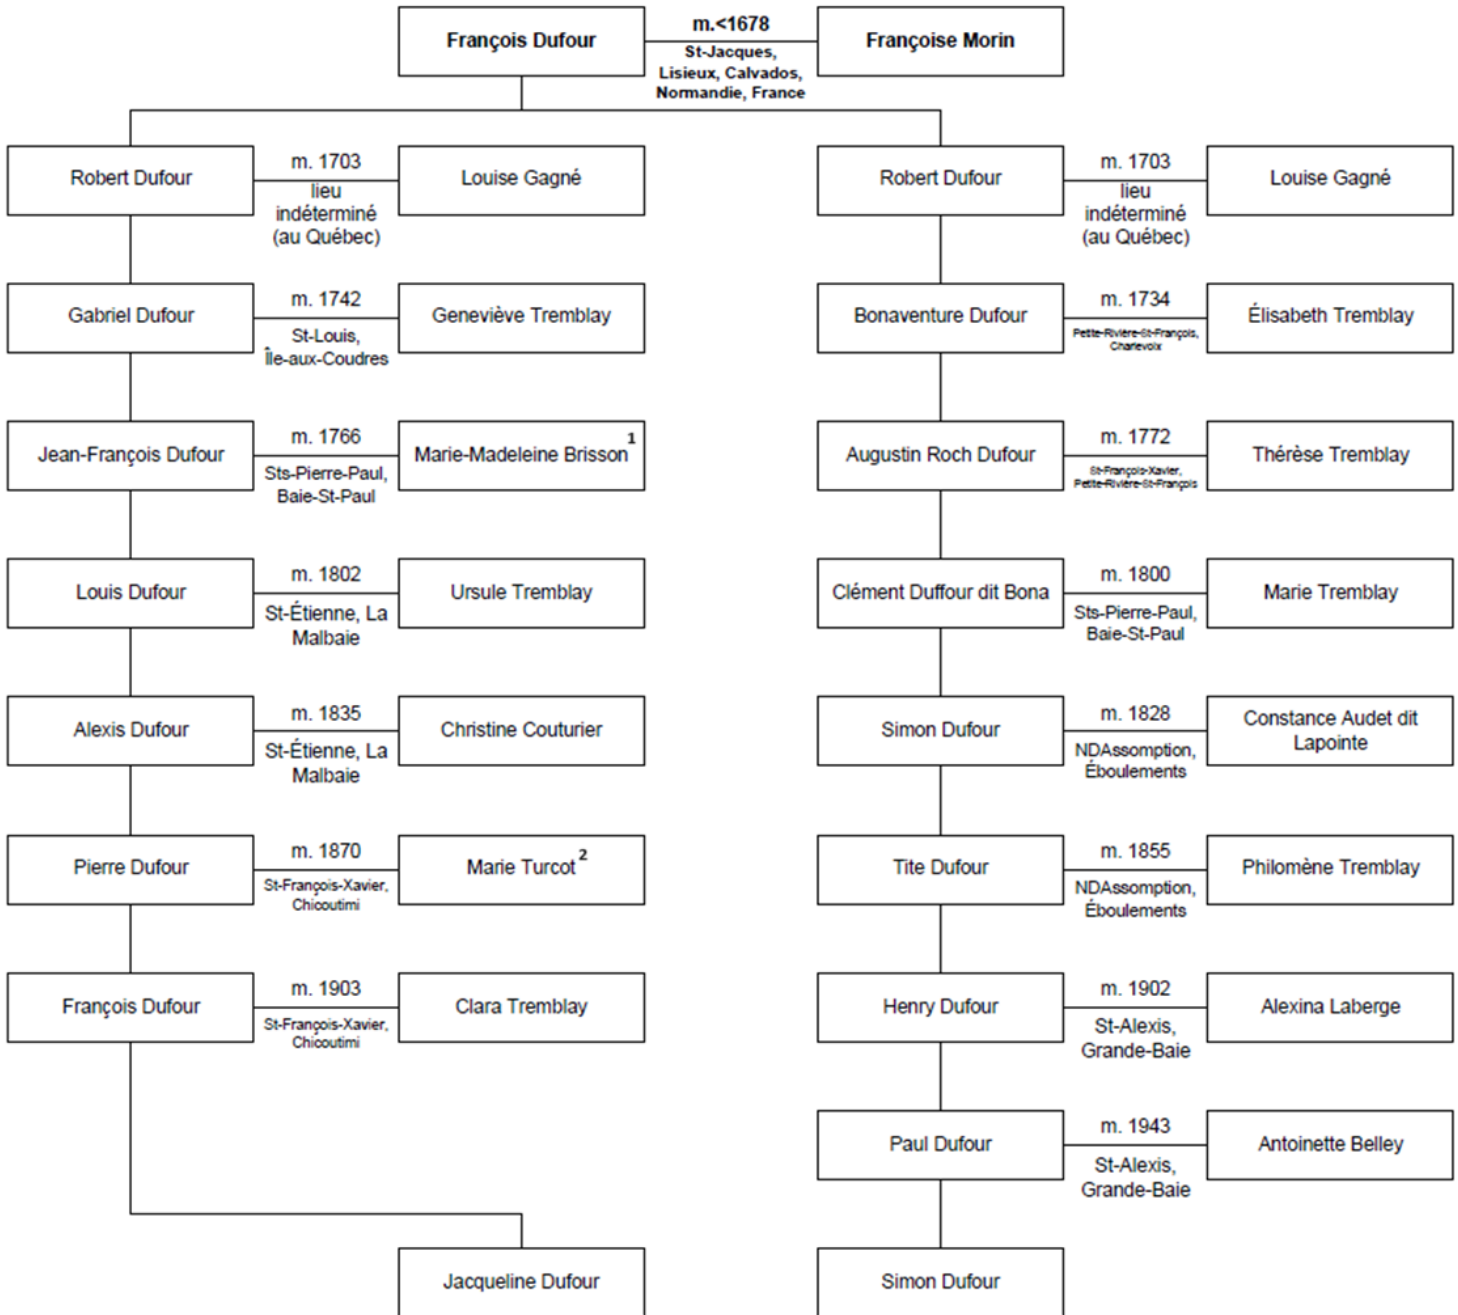 François Dufour
m.<1678
St-Jacques,
Lisieux, Calvados,
Normandie, France
Françoise Morin
Robert Dufour
m. 1703
lieu
indéterminé
(au Québec)
Louise Gagné
Robert Dufour
m. 1703
lieu
indéterminé
(au Québec)
Louise Gagné
Gabriel Dufour
m. 1742
St-Louis,
Île-aux-Coudres
Geneviève Tremblay
Bonaventure Dufour
m. 1734
Petite-Rivière-St-François,
Charlevoix
Élisabeth Tremblay
Jean-François Dufour
m. 1766
Sts-Pierre-Paul,
Baie-St-Paul
Marie-Madeleine Brisson 1
Augustin Roch Dufour
m. 1772
St-François-Xavier,
Petite-Rivière-St-François
Thérèse Tremblay
Louis Dufour
m. 1802
St-Étienne, La
Malbaie
Ursule Tremblay
Clément Duffour dit Bona
m. 1800
Sts-Pierre-Paul,
Baie-St-Paul
Marie Tremblay
Alexis Dufour
m. 1835
St-Étienne, La
Malbaie
Christine Couturier
Simon Dufour
m. 1828
NDAssomption,
Éboulements
Constance Audet dit
Lapointe
Pierre Dufour
m. 1870
St-François-Xavier,
Chicoutimi
Marie Turcot 2
Tite Dufour
m. 1855
NDAssomption,
Éboulements
Philomène Tremblay
François Dufour
m. 1903
St-François-Xavier,
Chicoutimi
Clara Tremblay
Henry Dufour
m. 1902
St-Alexis,
Grande-Baie
Alexina Laberge
Paul Dufour
m. 1943
St-Alexis,
Grande-Baie
Antoinette Belley
Jacqueline Dufour
Simon Dufour